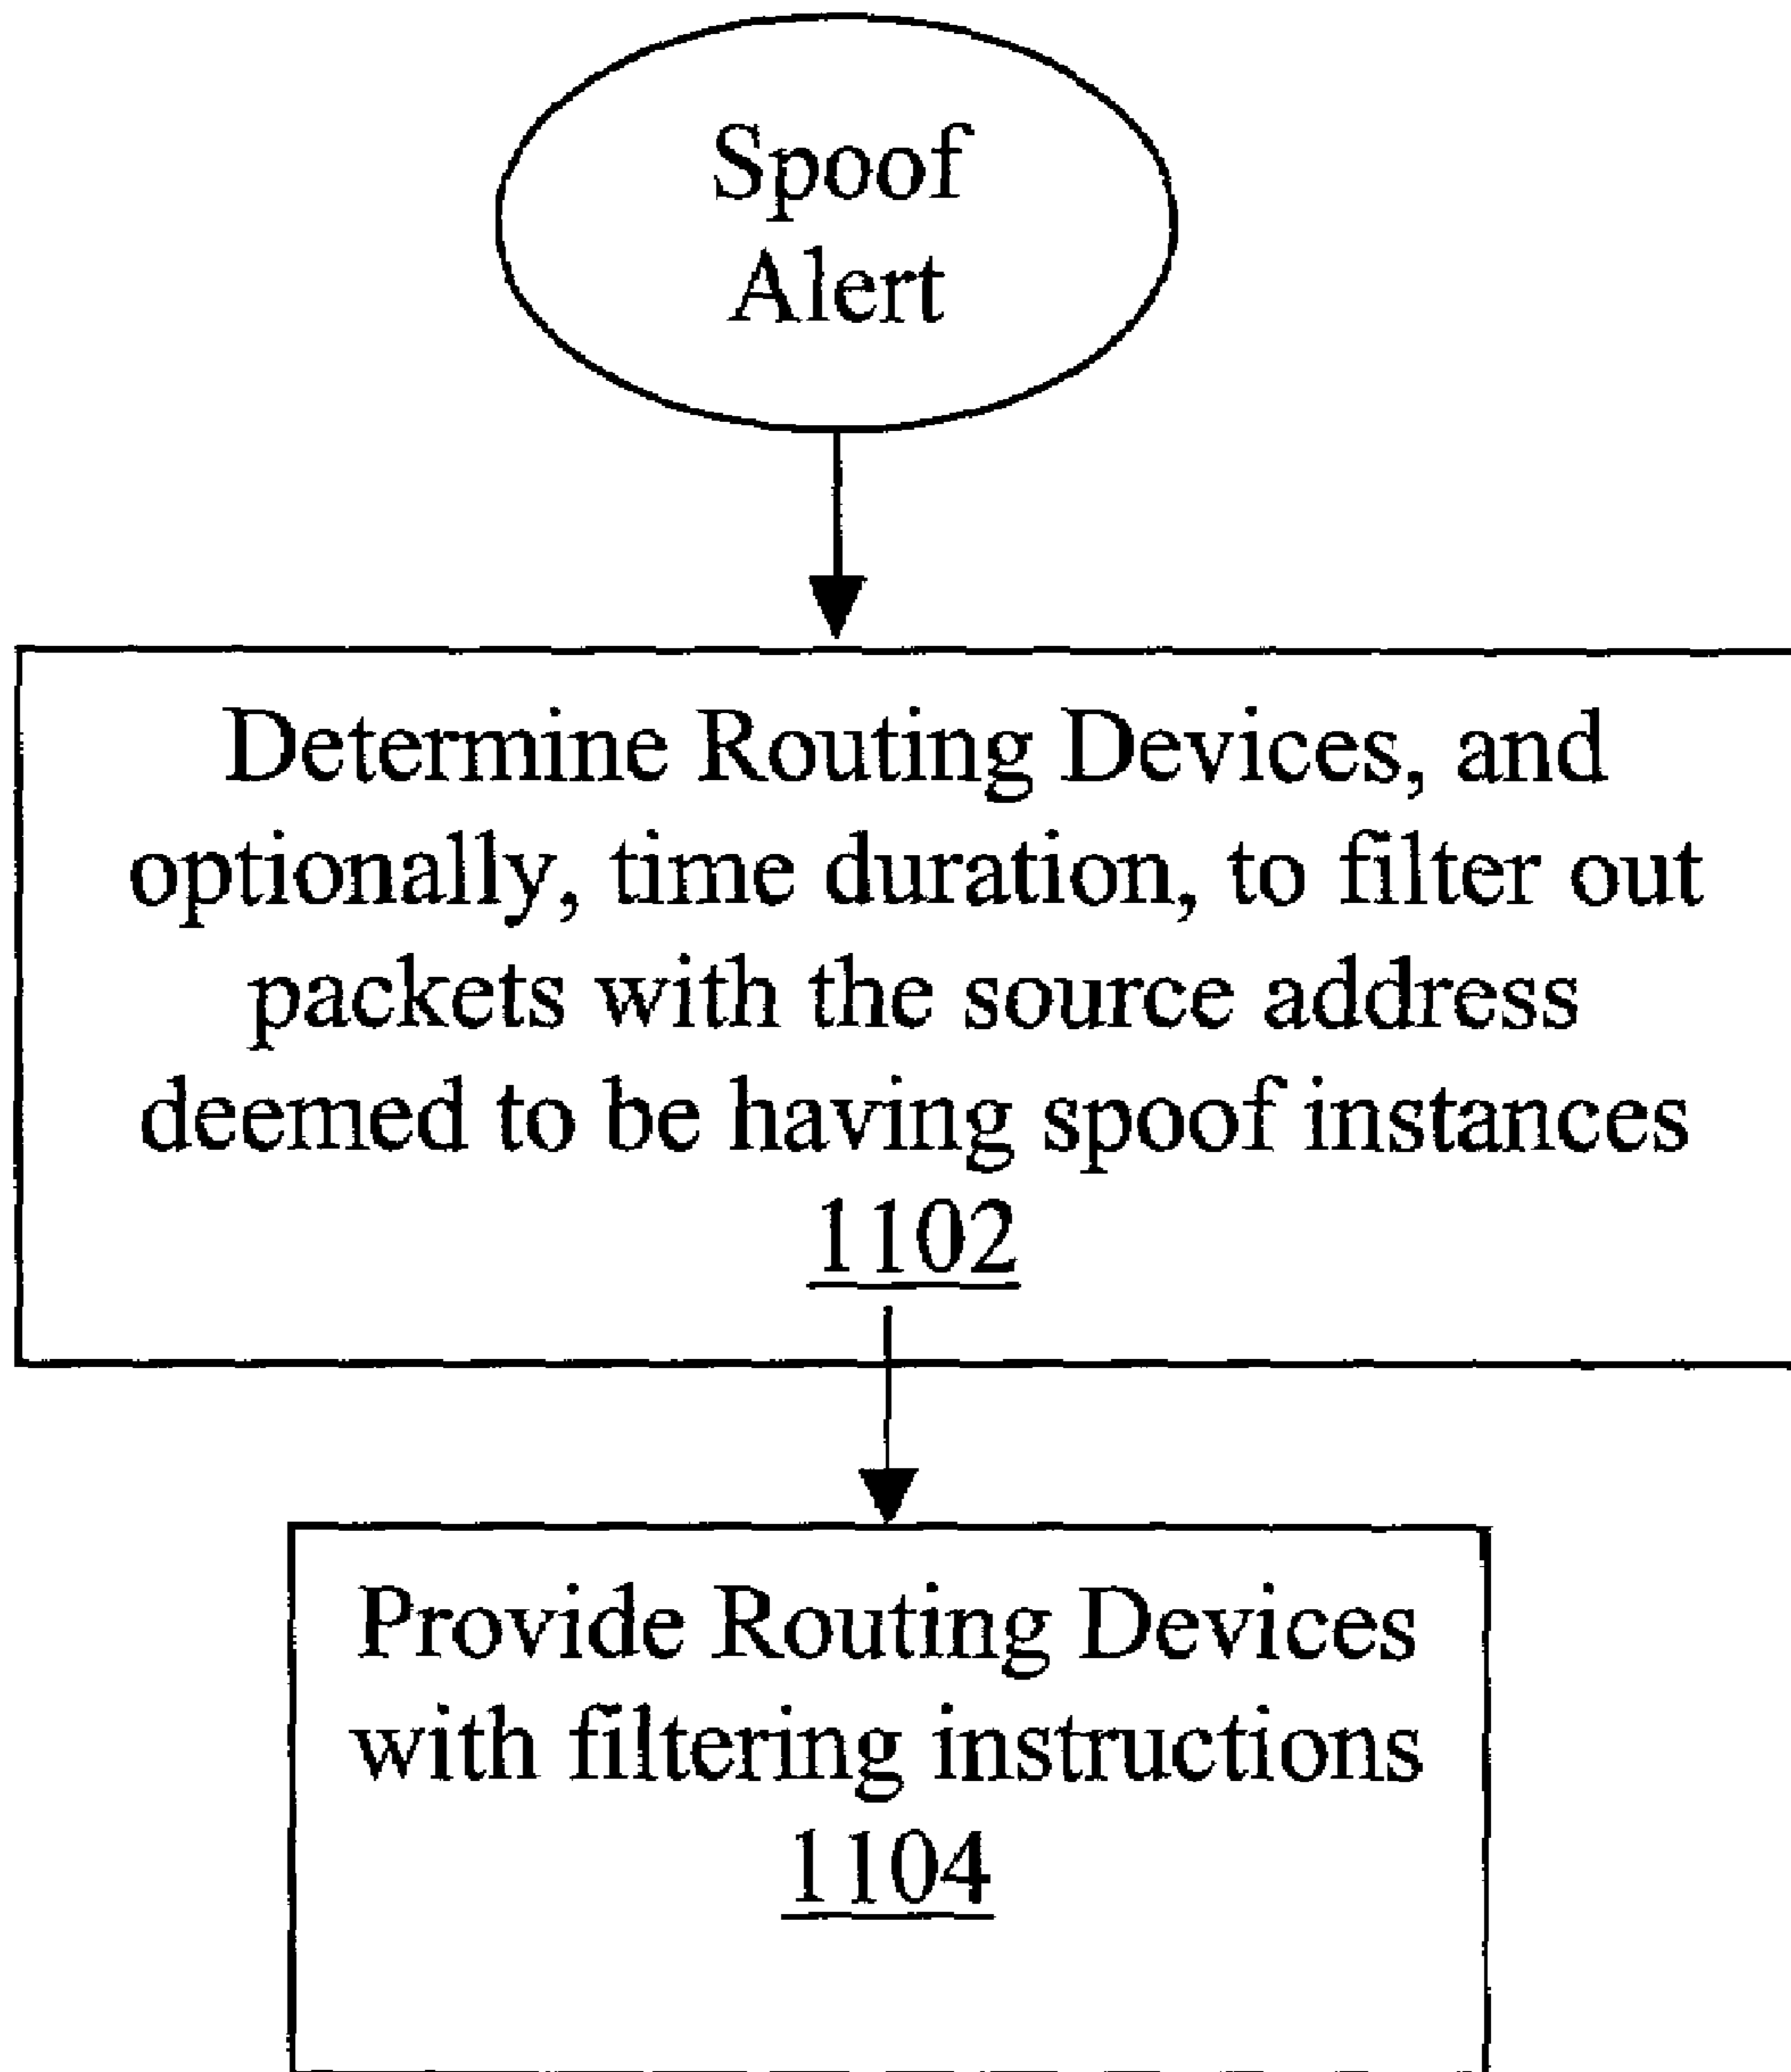 Spoof
Alert
Determine Routing Devices, and
optionally, time duration, to filter out
packets with the source address
deemed to be having spoof instances
1102
Provide Routing Devices
with filtering instructions
1104